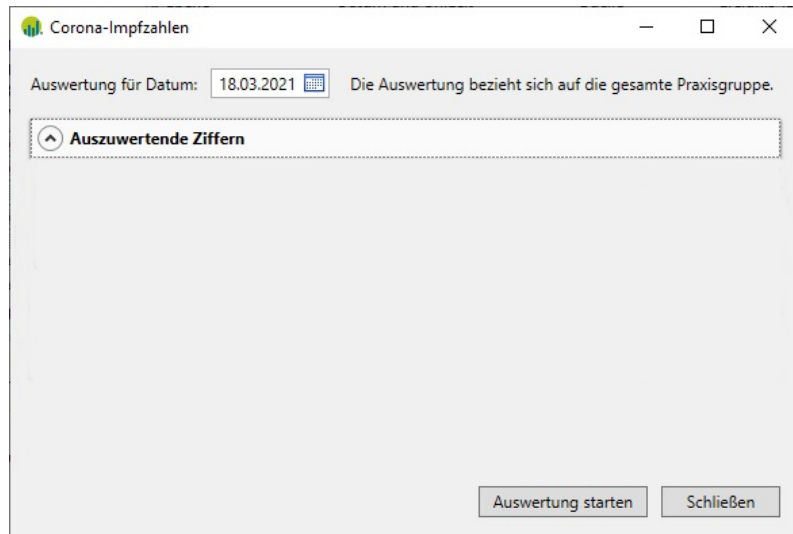 Corona-Impfzahlen
Auswertung für Datum: 18.03.2021 Die Auswertung bezieht sich auf die gesamte Praxisgruppe.
Auszuwertende Ziffern
Auswertung starten Schließen